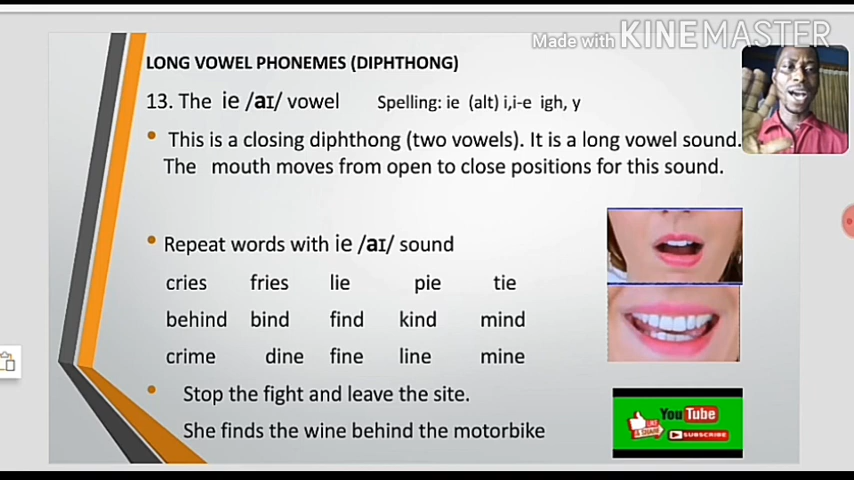 Made with KINEMASTER
LONG VOWEL PHONEMES (DIPHTHONG)
13. The ie /aɪ/ vowel Spelling: ie (alt) i,i-e igh, y
• This is a closing diphthong (two vowels). It is a long vowel sound.
The mouth moves from open to close positions for this sound.
• Repeat words with ie /aɪ/ sound
cries fries lie pie tie
behind bind find kind mind
crime dine fine line mine
• Stop the fight and leave the site.
She finds the wine behind the motorbike
YouTube
LIKE
& SHARE
SUBSCRIBE